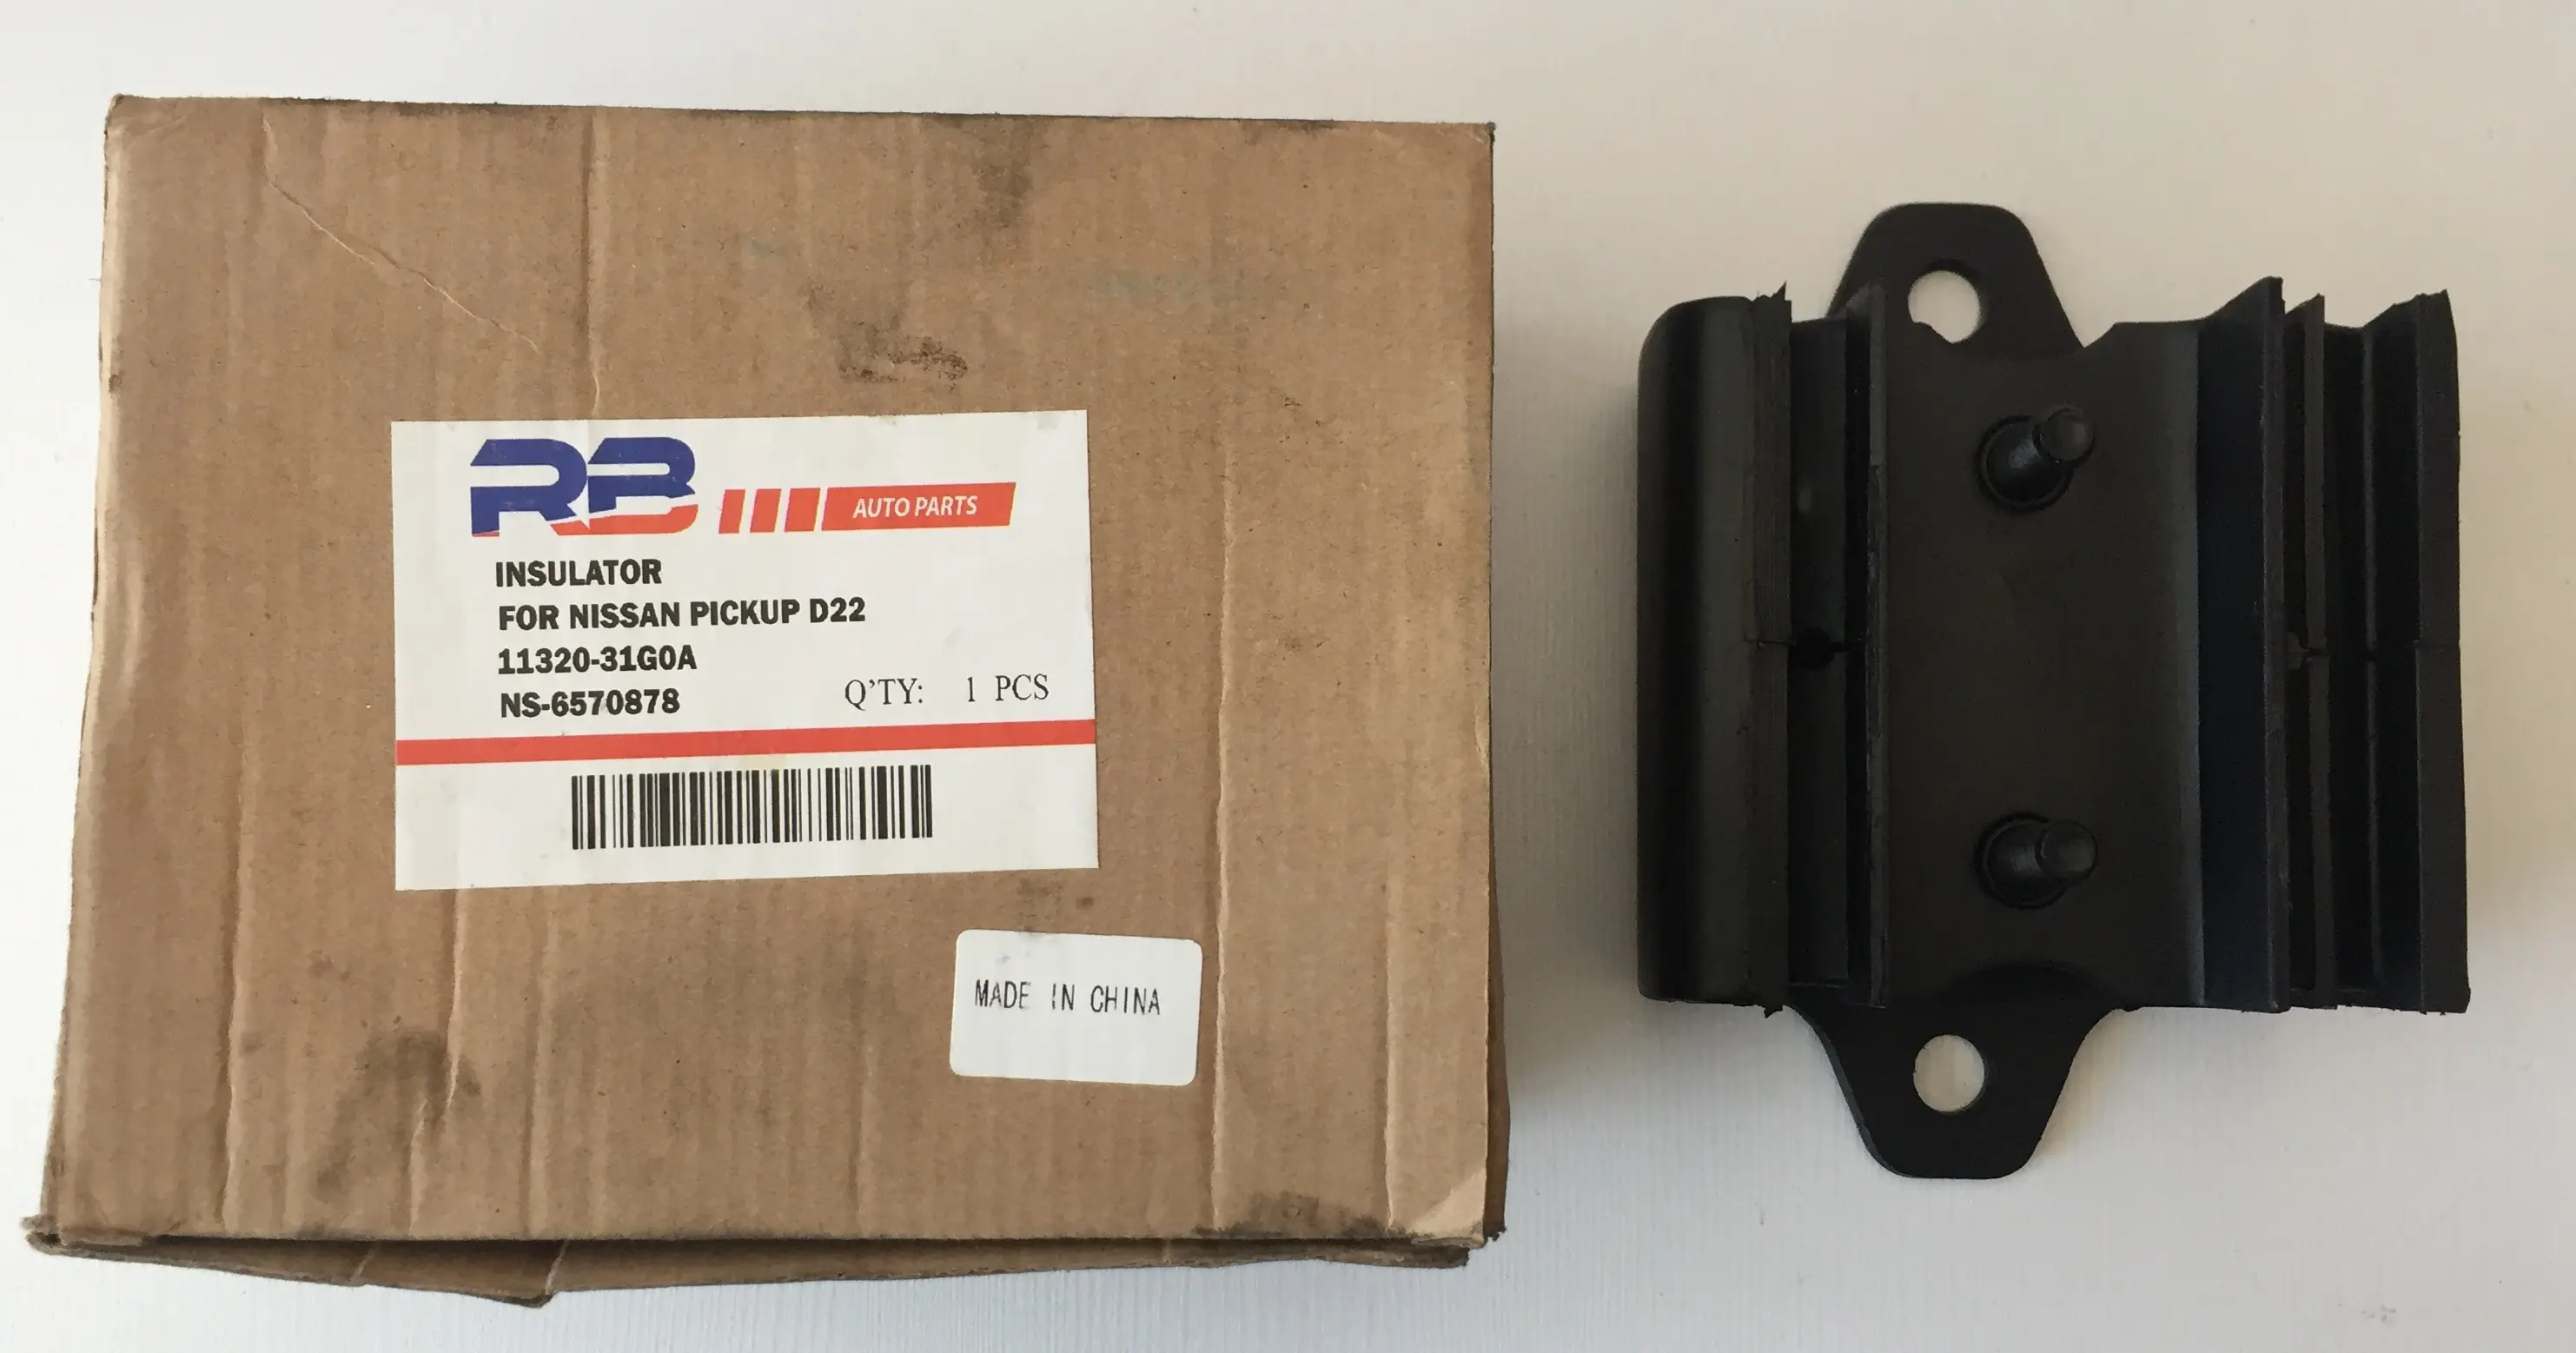 RB AUTO PARTS
INSULATOR
FOR NISSAN PICKUP D22
11320-31G0A
NS-6570878 Q'TY: 1 PCS
MADE IN CHINA